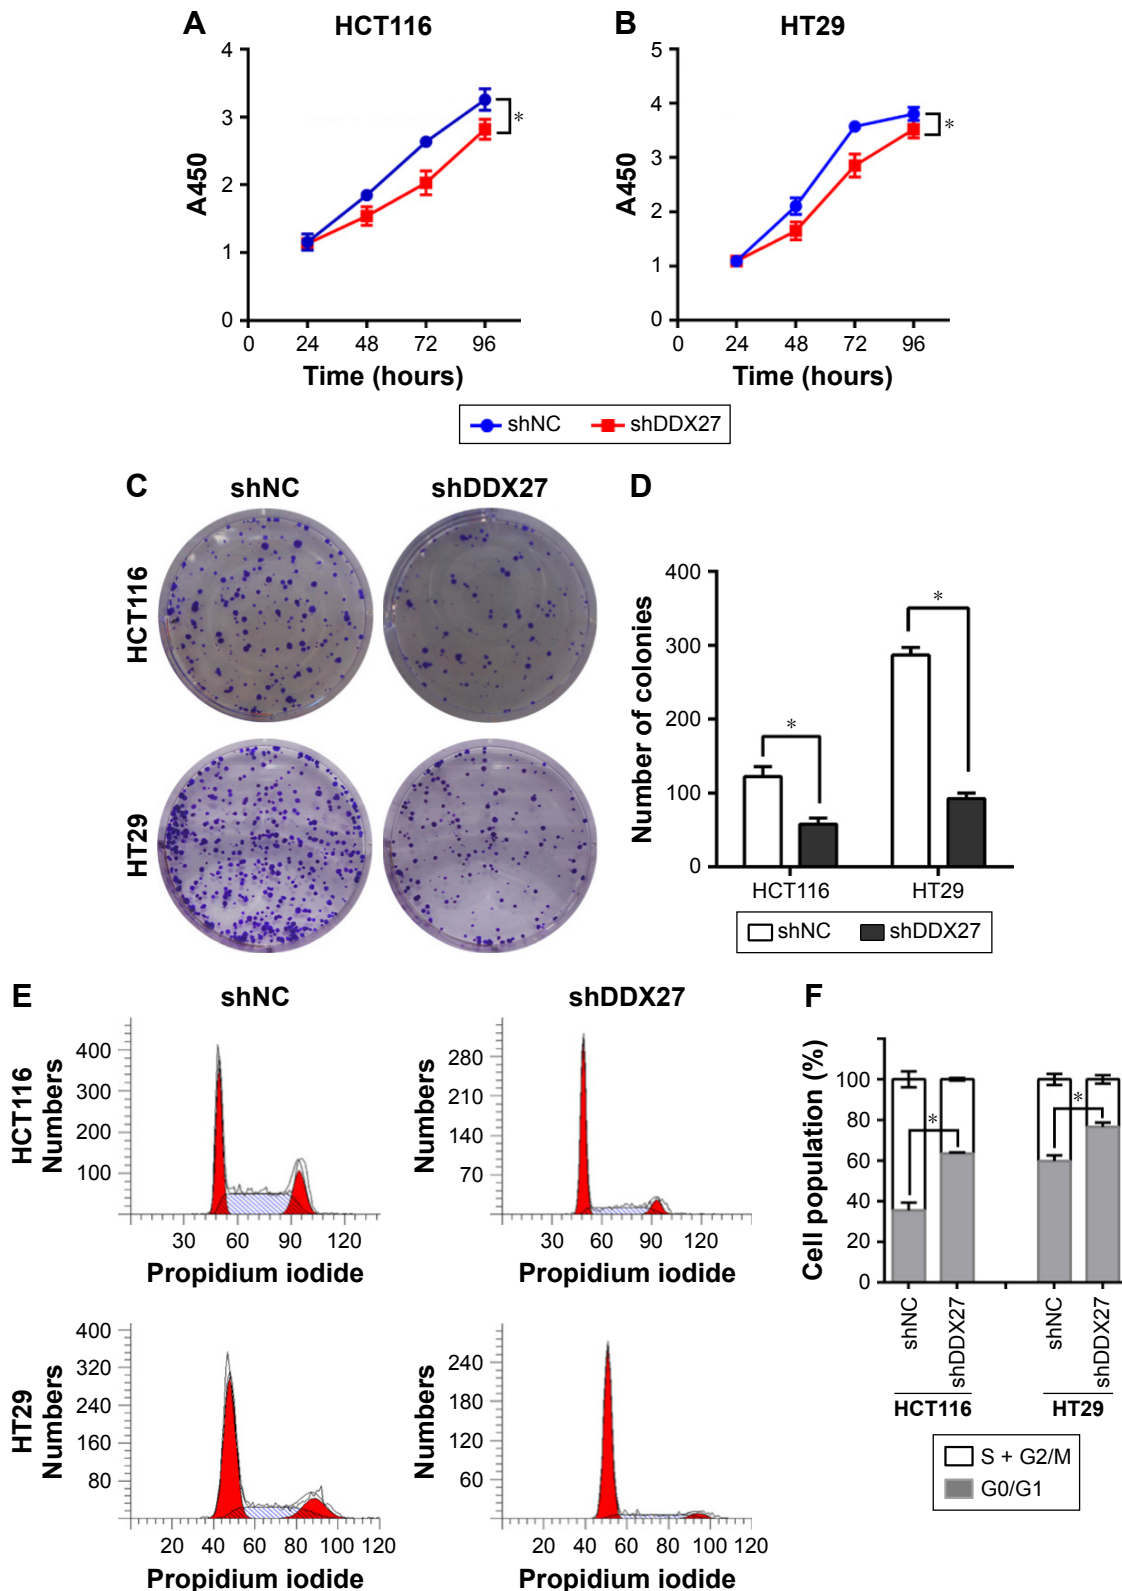 A
HCT116
4
3
2
1
0
A450
*
0
24
48
72
96
Time (hours)
B
HT29
5
4
3
2
1
0
A450
*
0
24
48
72
96
Time (hours)
shNC
shDDX27
C
shNC
shDDX27
HCT116
HT29
D
400
300
200
100
0
Number of colonies
*
*
HCT116
HT29
shNC
shDDX27
E
shNC
shDDX27
HCT116
Numbers
400
300
200
100
30
60
90
120
Propidium iodide
Numbers
280
210
140
70
30
60
90
120
Propidium iodide
HT29
Numbers
400
320
240
160
80
20
40
60
80
100
120
Propidium iodide
Numbers
240
180
120
60
20
40
60
80
100
120
Propidium iodide
F
Cell population (%)
100
80
60
40
20
0
*
*
shNC
shDDX27
shNC
shDDX27
HCT116
HT29
S + G2/M
G0/G1